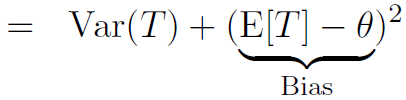 = Var(T) + (E[T] − θ)²
Bias